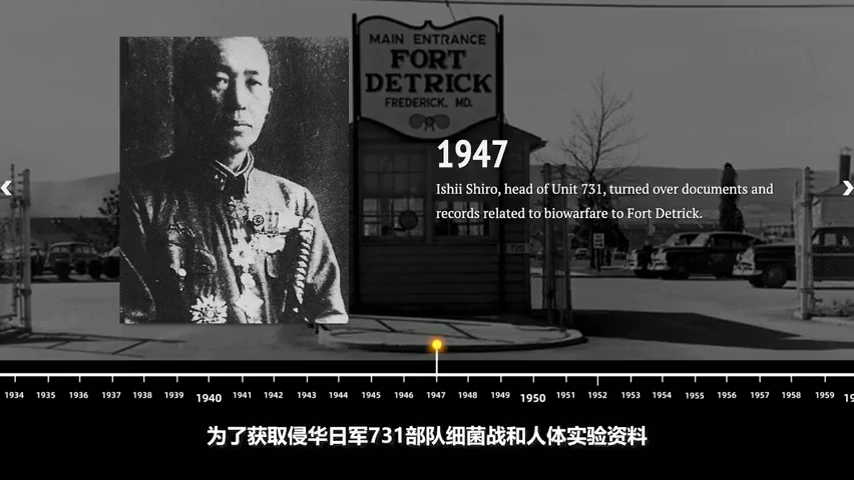 MAIN ENTRANCE
FORT
DETRICK
FREDERICK, MD.
1947
Ishii Shiro, head of Unit 731, turned over documents and
records related to biowarfare to Fort Detrick.
1934 1935 1936 1937 1938 1939 1940 1941 1942 1943 1944 1945 1946 1947 1948 1949 1950 1951 1952 1953 1954 1955 1956 1957 1958 1959
为了获取侵华日军731部队细菌战和人体实验资料